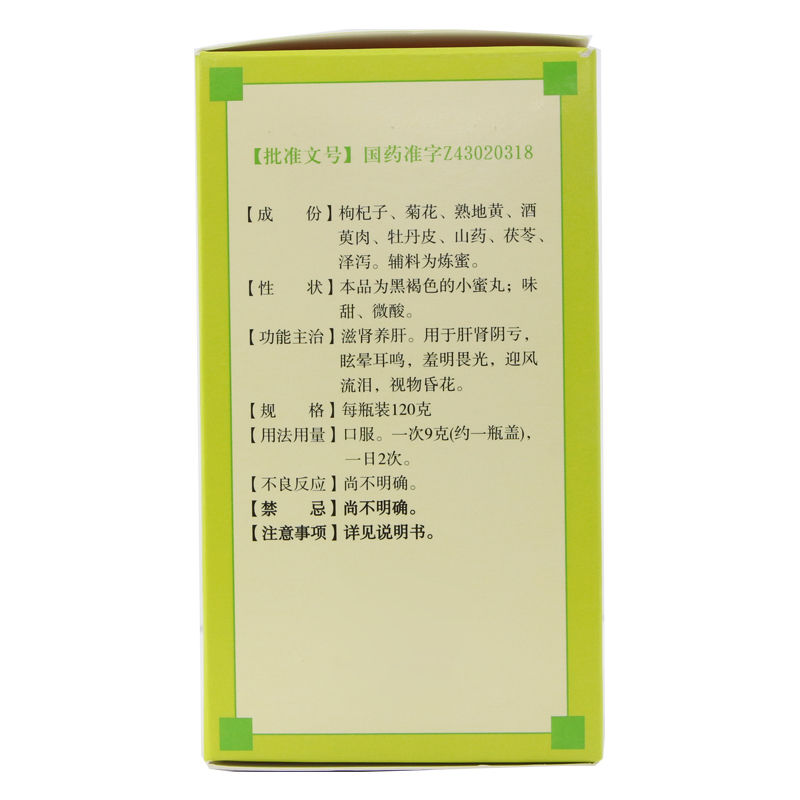 【批准文号】国药准字Z43020318
【成　份】枸杞子、菊花、熟地黄、酒
萸肉、牡丹皮、山药、茯苓、
泽泻。辅料为炼蜜。
【性　状】本品为黑褐色的小蜜丸；味
甜、微酸。
【功能主治】滋肾养肝。用于肝肾阴亏，
眩晕耳鸣，羞明畏光，迎风
流泪，视物昏花。
【规　格】每瓶装120克
【用法用量】口服。一次9克(约一瓶盖)，
一日2次。
【不良反应】尚不明确。
【禁　忌】尚不明确。
【注意事项】详见说明书。